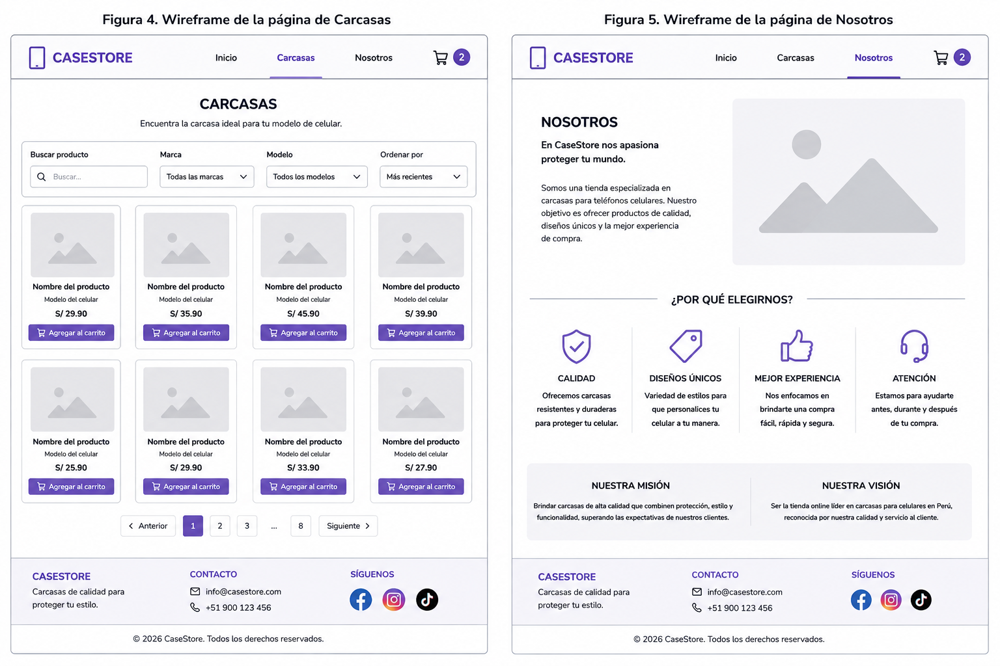 Figura 4. Wireframe de la página de Carcasas
CASESTORE
Inicio
Carcasas
Nosotros
2
CARCASAS
Encuentra la carcasa ideal para tu modelo de celular.
Buscar producto
Marca
Modelo
Ordenar por
Buscar...
Todas las marcas
Todos los modelos
Más recientes
Nombre del producto
Modelo del celular
S/ 29.90
Agregar al carrito
Nombre del producto
Modelo del celular
S/ 35.90
Agregar al carrito
Nombre del producto
Modelo del celular
S/ 45.90
Agregar al carrito
Nombre del producto
Modelo del celular
S/ 39.90
Agregar al carrito
Nombre del producto
Modelo del celular
S/ 25.90
Agregar al carrito
Nombre del producto
Modelo del celular
S/ 29.90
Agregar al carrito
Nombre del producto
Modelo del celular
S/ 33.90
Agregar al carrito
Nombre del producto
Modelo del celular
S/ 27.90
Agregar al carrito
Anterior
1
2
3
...
8
Siguiente
CASESTORE
Carcasas de calidad para
proteger tu estilo.
CONTACTO
info@casestore.com
+51 900 123 456
SÍGUENOS
© 2026 CaseStore. Todos los derechos reservados.
Figura 5. Wireframe de la página de Nosotros
CASESTORE
Inicio
Carcasas
Nosotros
2
NOSOTROS
En CaseStore nos apasiona
proteger tu mundo.
Somos una tienda especializada en
carcasas para teléfonos celulares. Nuestro
objetivo es ofrecer productos de calidad,
diseños únicos y la mejor experiencia
de compra.
¿POR QUÉ ELEGIRNOS?
CALIDAD
Ofrecemos carcasas
resistentes y duraderas
para proteger tu celular.
DISEÑOS ÚNICOS
Variedad de estilos para
que personalices tu
celular a tu manera.
MEJOR EXPERIENCIA
Nos enfocamos en
brindarte una compra
fácil, rápida y segura.
ATENCIÓN
Estamos para ayudarte
antes, durante y después
de tu compra.
NUESTRA MISIÓN
Brindar carcasas de alta calidad que combinen protección, estilo y
funcionalidad, superando las expectativas de nuestros clientes.
NUESTRA VISIÓN
Ser la tienda online líder en carcasas para celulares en Perú,
reconocida por nuestra calidad y servicio al cliente.
CASESTORE
Carcasas de calidad para
proteger tu estilo.
CONTACTO
info@casestore.com
+51 900 123 456
SÍGUENOS
© 2026 CaseStore. Todos los derechos reservados.